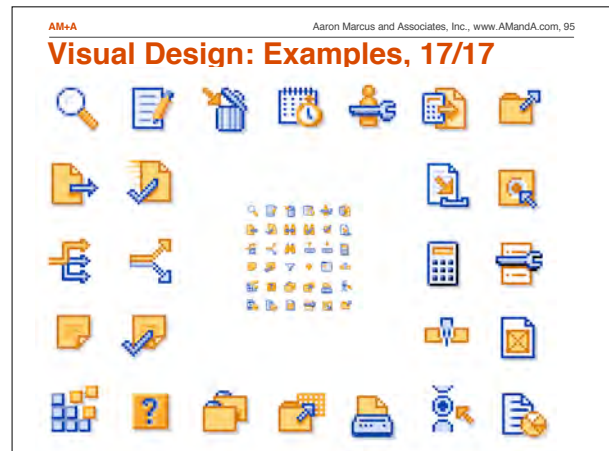 AM+A
Aaron Marcus and Associates, Inc., www.AMandA.com, 95
Visual Design: Examples, 17/17
?